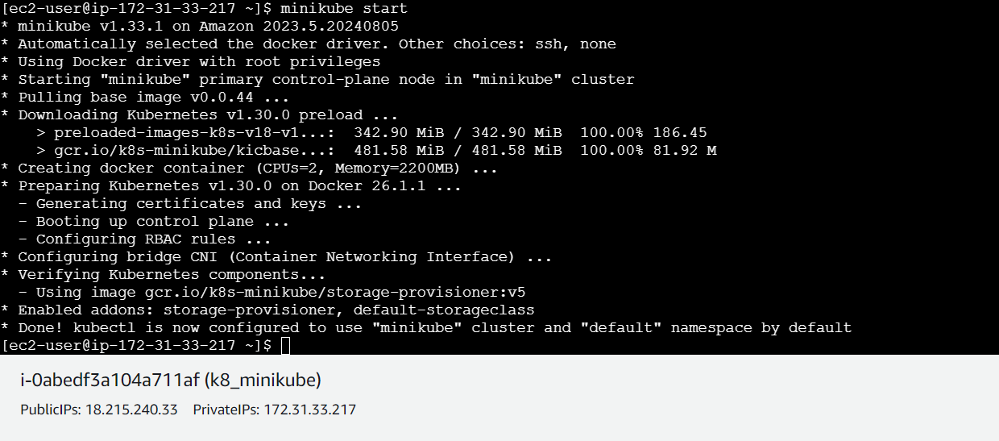 [ec2-user@ip-172-31-33-217 ~]$ minikube start
* minikube v1.33.1 on Amazon 2023.5.20240805
* Automatically selected the docker driver. Other choices: ssh, none
* Using Docker driver with root privileges
* Starting "minikube" primary control-plane node in "minikube" cluster
* Pulling base image v0.0.44 ...
* Downloading Kubernetes v1.30.0 preload ...
    > preloaded-images-k8s-v18-v1...:  342.90 MiB / 342.90 MiB  100.00% 186.45
    > gcr.io/k8s-minikube/kicbase...:  481.58 MiB / 481.58 MiB  100.00% 81.92 M
* Creating docker container (CPUs=2, Memory=2200MB) ...
* Preparing Kubernetes v1.30.0 on Docker 26.1.1 ...
  - Generating certificates and keys ...
  - Booting up control plane ...
  - Configuring RBAC rules ...
* Configuring bridge CNI (Container Networking Interface) ...
* Verifying Kubernetes components...
  - Using image gcr.io/k8s-minikube/storage-provisioner:v5
* Enabled addons: storage-provisioner, default-storageclass
* Done! kubectl is now configured to use "minikube" cluster and "default" namespace by default
[ec2-user@ip-172-31-33-217 ~]$
i-0abedf3a104a711af (k8_minikube)
PublicIPs: 18.215.240.33    PrivateIPs: 172.31.33.217